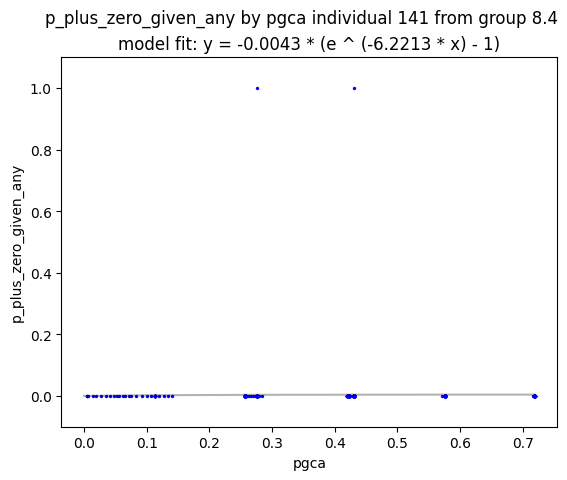 p_plus_zero_given_any by pgca individual 141 from group 8.4
model fit: y = -0.0043 * (e ^ (-6.2213 * x) - 1)
1.0
0.8
0.6
0.4
0.2
0.0
p_plus_zero_given_any
0.0 0.1 0.2 0.3 0.4 0.5 0.6 0.7
pgca